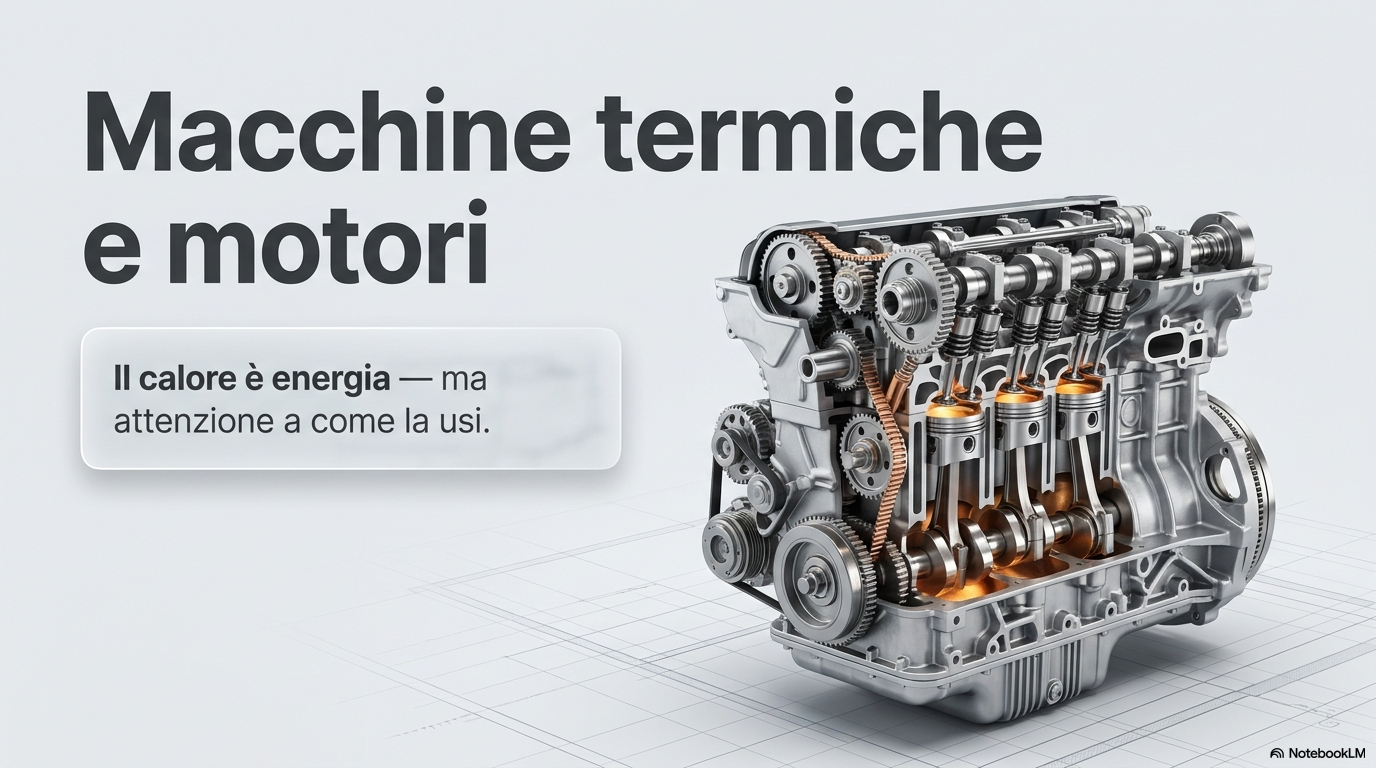 Macchine termiche
e motori
Il calore è energia — ma
attenzione a come la usi.
NotebookLM